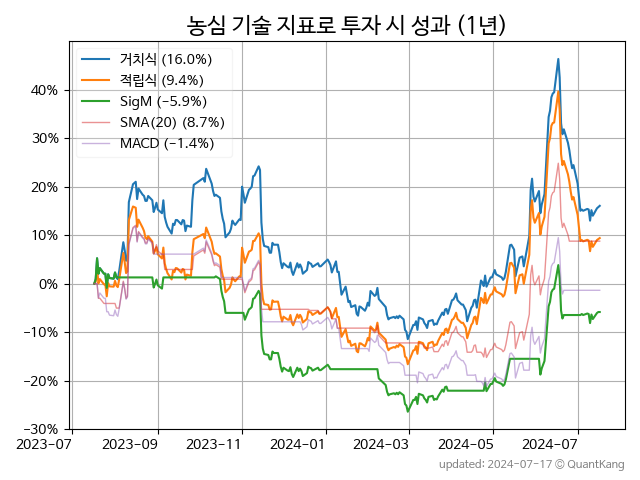 농심 기술 지표로 투자 시 성과 (1년)
거치식 (16.0%)
적립식 (9.4%)
SigM (−5.9%)
SMA(20) (8.7%)
MACD (−1.4%)
40%
30%
20%
10%
0%
−10%
−20%
−30%
2023-07 2023-09 2023-11 2024-01 2024-03 2024-05 2024-07
updated: 2024-07-17 © QuantKang